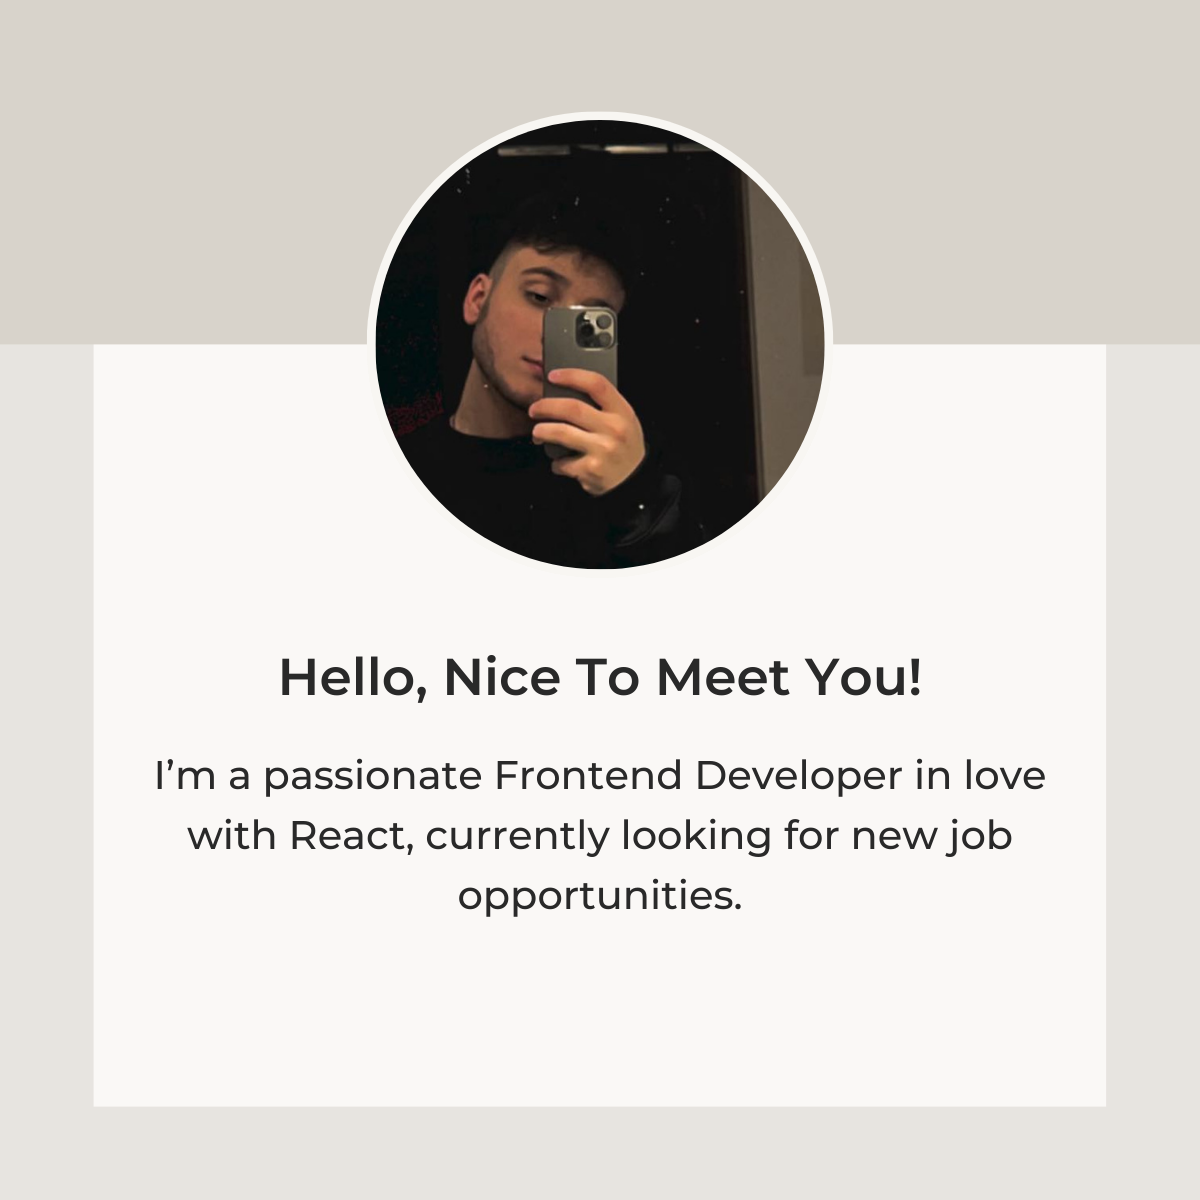 Hello, Nice To Meet You!
I’m a passionate Frontend Developer in love
with React, currently looking for new job
opportunities.